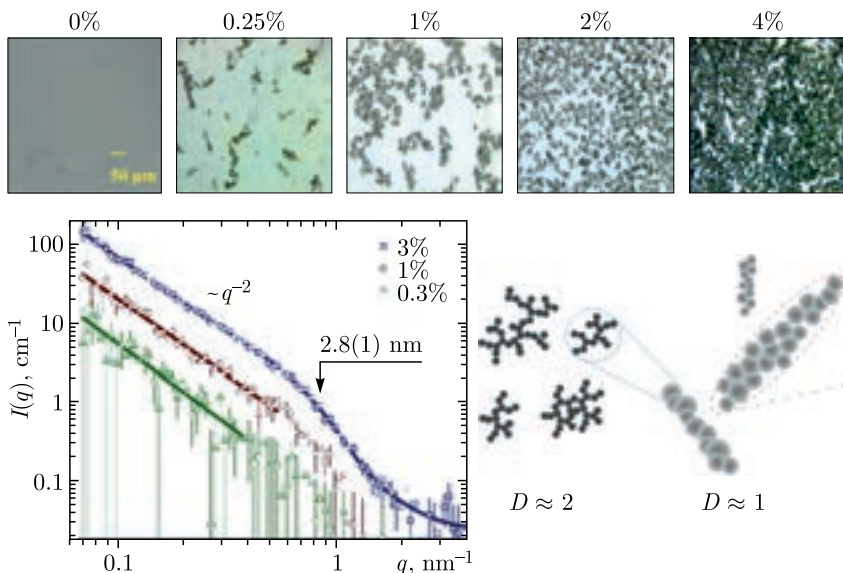 0% 0.25% 1% 2% 4%
50 µm
100
10
1
0.1
I(q), cm⁻¹
~q⁻²
3%
1%
0.3%
2.8(1) nm
0.1 1 q, nm⁻¹
D ≈ 2 D ≈ 1